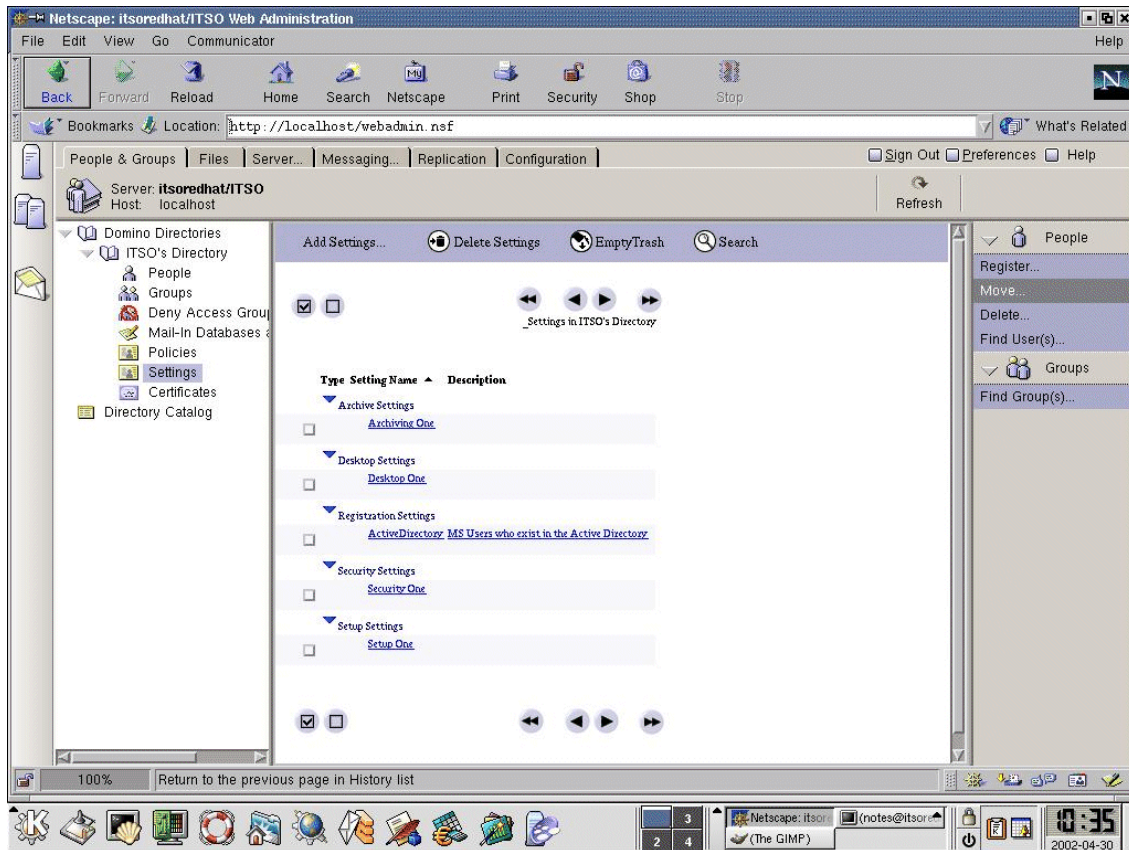 Netscape: itsoredhat/ITSO Web Administration
File Edit View Go Communicator Help
Back Forward Reload Home Search Netscape Print Security Shop Stop
My
N
Bookmarks Location: http://localhost/webadmin.nsf What's Related
People & Groups Files Server... Messaging... Replication Configuration Sign Out Preferences Help
Server: itsoredhat/ITSO
Host: localhost
Refresh
Domino Directories
ITSO's Directory
People
Groups
Deny Access Grou
Mail-In Databases a
Policies
Settings
Certificates
Directory Catalog
Add Settings... Delete Settings EmptyTrash Search
_Settings in ITSO's Directory
Type Setting Name Description
Archive Settings
Archiving One
Desktop Settings
Desktop One
Registration Settings
ActiveDirectory MS Users who exist in the Active Directory
Security Settings
Security One
Setup Settings
Setup One
People
Register...
Move...
Delete...
Find User(s)...
Groups
Find Group(s)...
100% Return to the previous page in History list
3
2 4
Netscape: itsore
(notes@itsore
(The GIMP)
10:35
2002-04-30